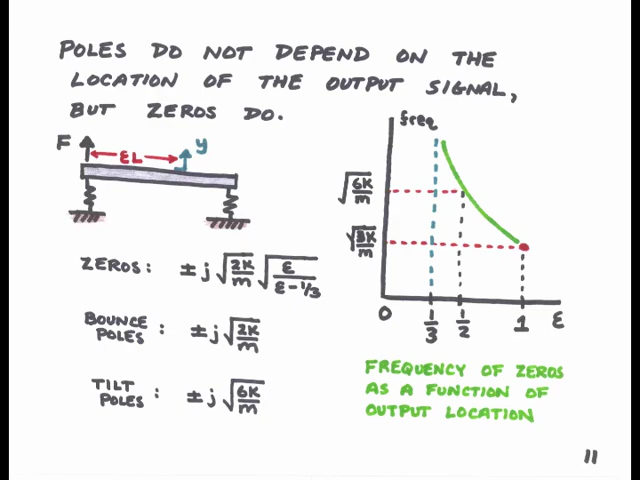 POLES DO NOT DEPEND ON THE
LOCATION OF THE OUTPUT SIGNAL,
BUT ZEROS DO.
F
εL
y
ZEROS: ±j√(2K/m) √(ε/(ε-1/3))
BOUNCE
POLES : ±j√(2K/m)
TILT
POLES : ±j√(6K/m)
freq
√(6K/m)
√(3K/m)
0 1/3 1/2 1 ε
FREQUENCY OF ZEROS
AS A FUNCTION OF
OUTPUT LOCATION
11